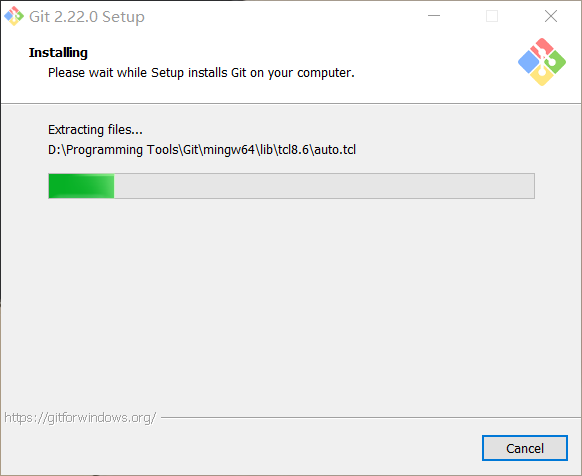 Git 2.22.0 Setup
Installing
Please wait while Setup installs Git on your computer.
Extracting files...
D:\Programming Tools\Git\mingw64\lib\tcl8.6\auto.tcl
https://gitforwindows.org/
Cancel